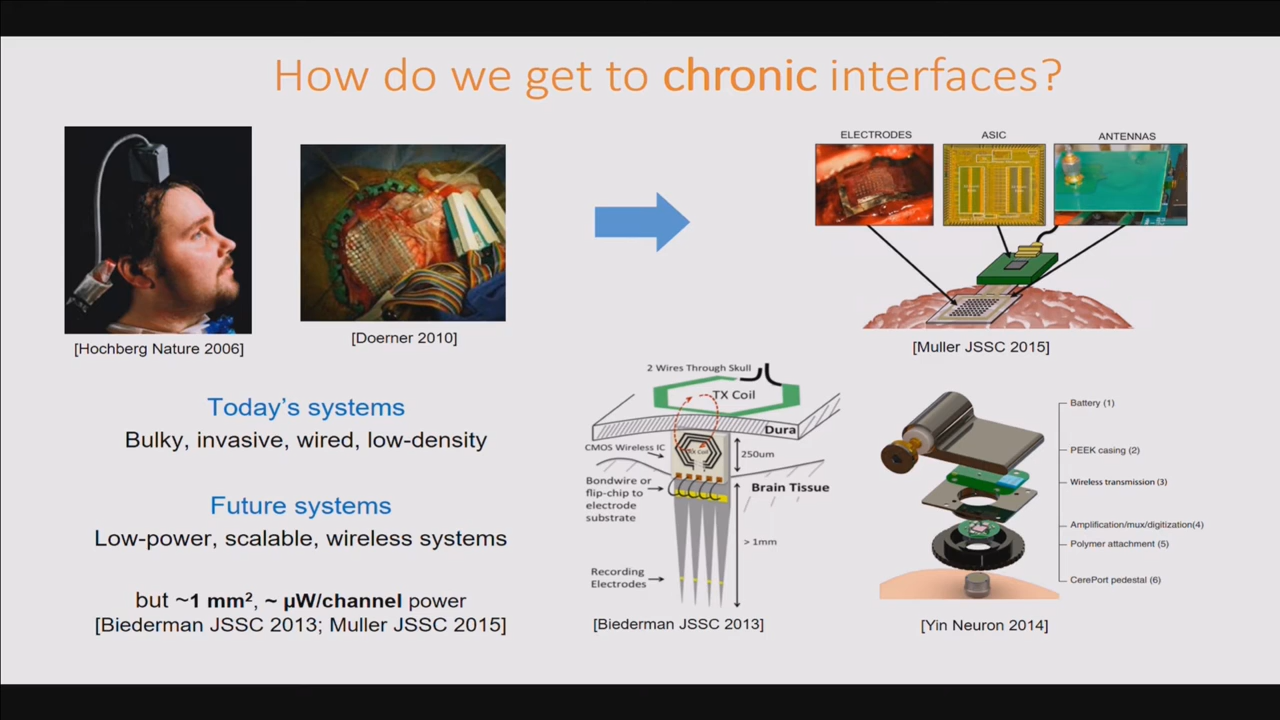 How do we get to chronic interfaces?
[Hochberg Nature 2006]
[Doerner 2010]
ELECTRODES
ASIC
ANTENNAS
[Muller JSSC 2015]
Today's systems
Bulky, invasive, wired, low-density
Future systems
Low-power, scalable, wireless systems
but ~1 mm², ~ µW/channel power
[Biederman JSSC 2013; Muller JSSC 2015]
2 Wires Through Skull
TX Coil
Dura
CMOS Wireless IC
250um
Bondwire or
flip-chip to
electrode
substrate
Brain Tissue
> 1mm
Recording
Electrodes
[Biederman JSSC 2013]
Battery (1)
PEEK casing (2)
Wireless transmission (3)
Amplification/mux/digitization(4)
Polymer attachment (5)
CerePort pedestal (6)
[Yin Neuron 2014]